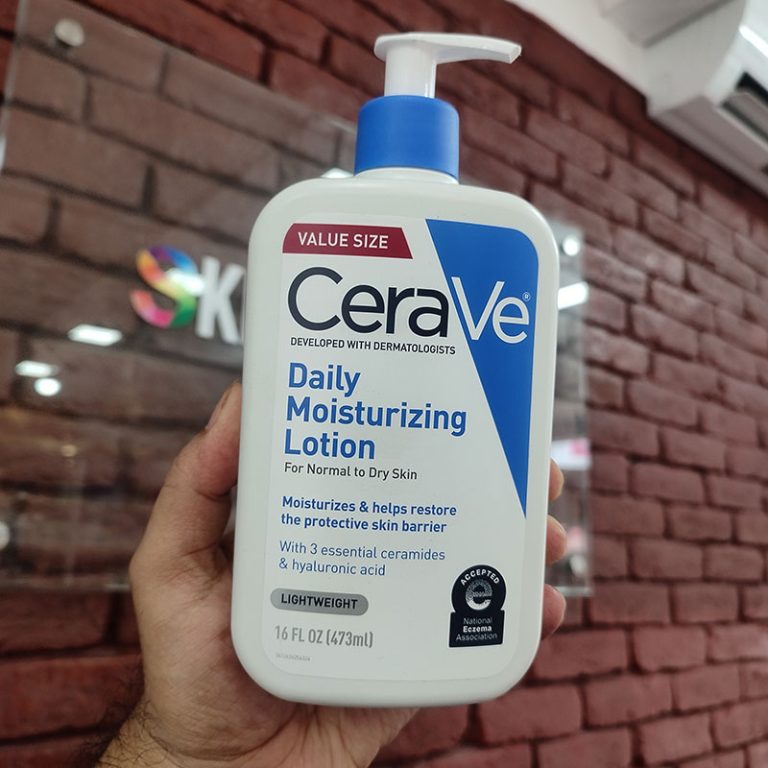 SK
VALUE SIZE
CeraVe®
DEVELOPED WITH DERMATOLOGISTS
Daily
Moisturizing
Lotion
For Normal to Dry Skin
Moisturizes & helps restore
the protective skin barrier
With 3 essential ceramides
& hyaluronic acid
LIGHTWEIGHT
16 FL OZ (473ml)
ACCEPTED
National
Eczema
Association